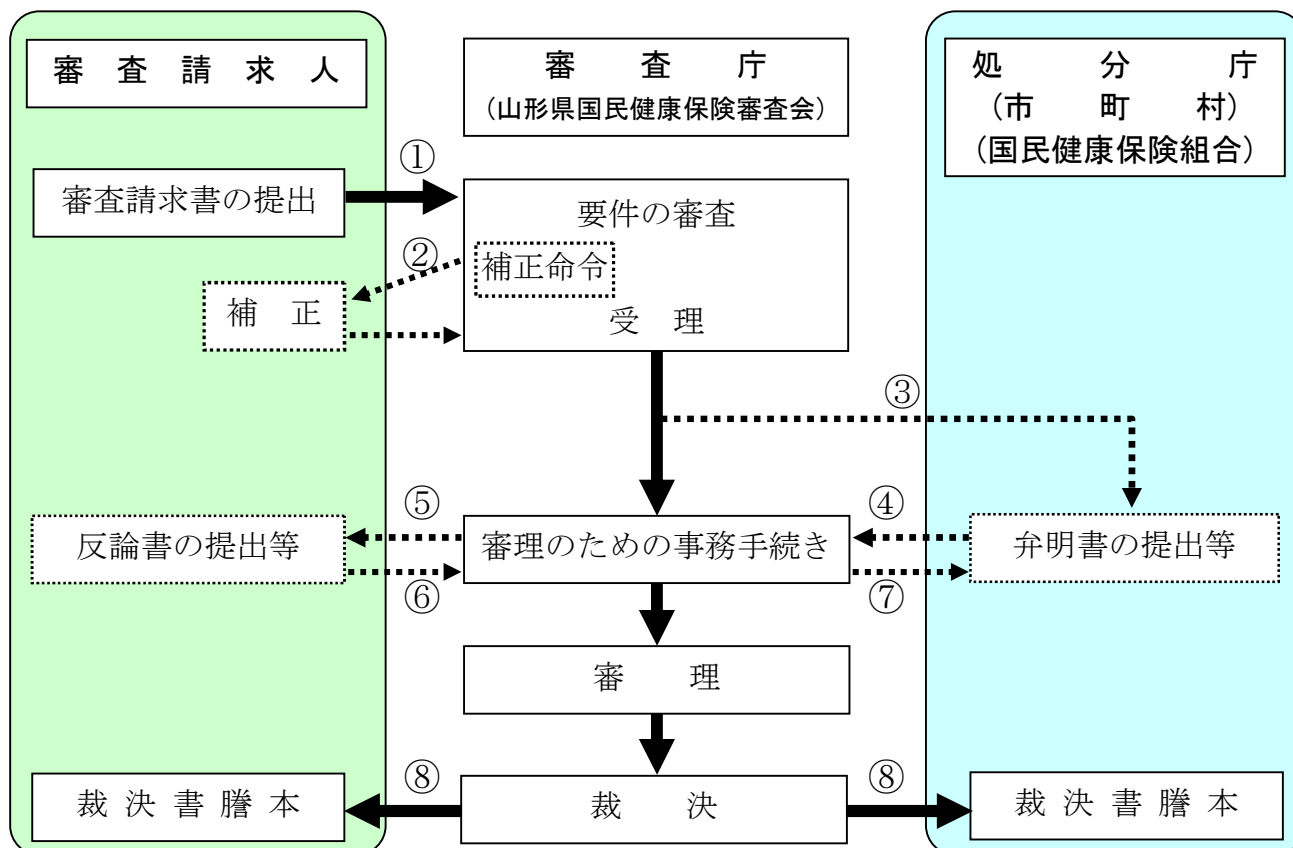 審査請求人
審査庁
（山形県国民健康保険審査会）
処分庁
（市町村）
（国民健康保険組合）
①
審査請求書の提出
要件の審査
②
補正命令
補正
受理
③
⑤
④
反論書の提出等
審理のための事務手続き
弁明書の提出等
⑥
⑦
審理
⑧
⑧
裁決書謄本
裁決
裁決書謄本